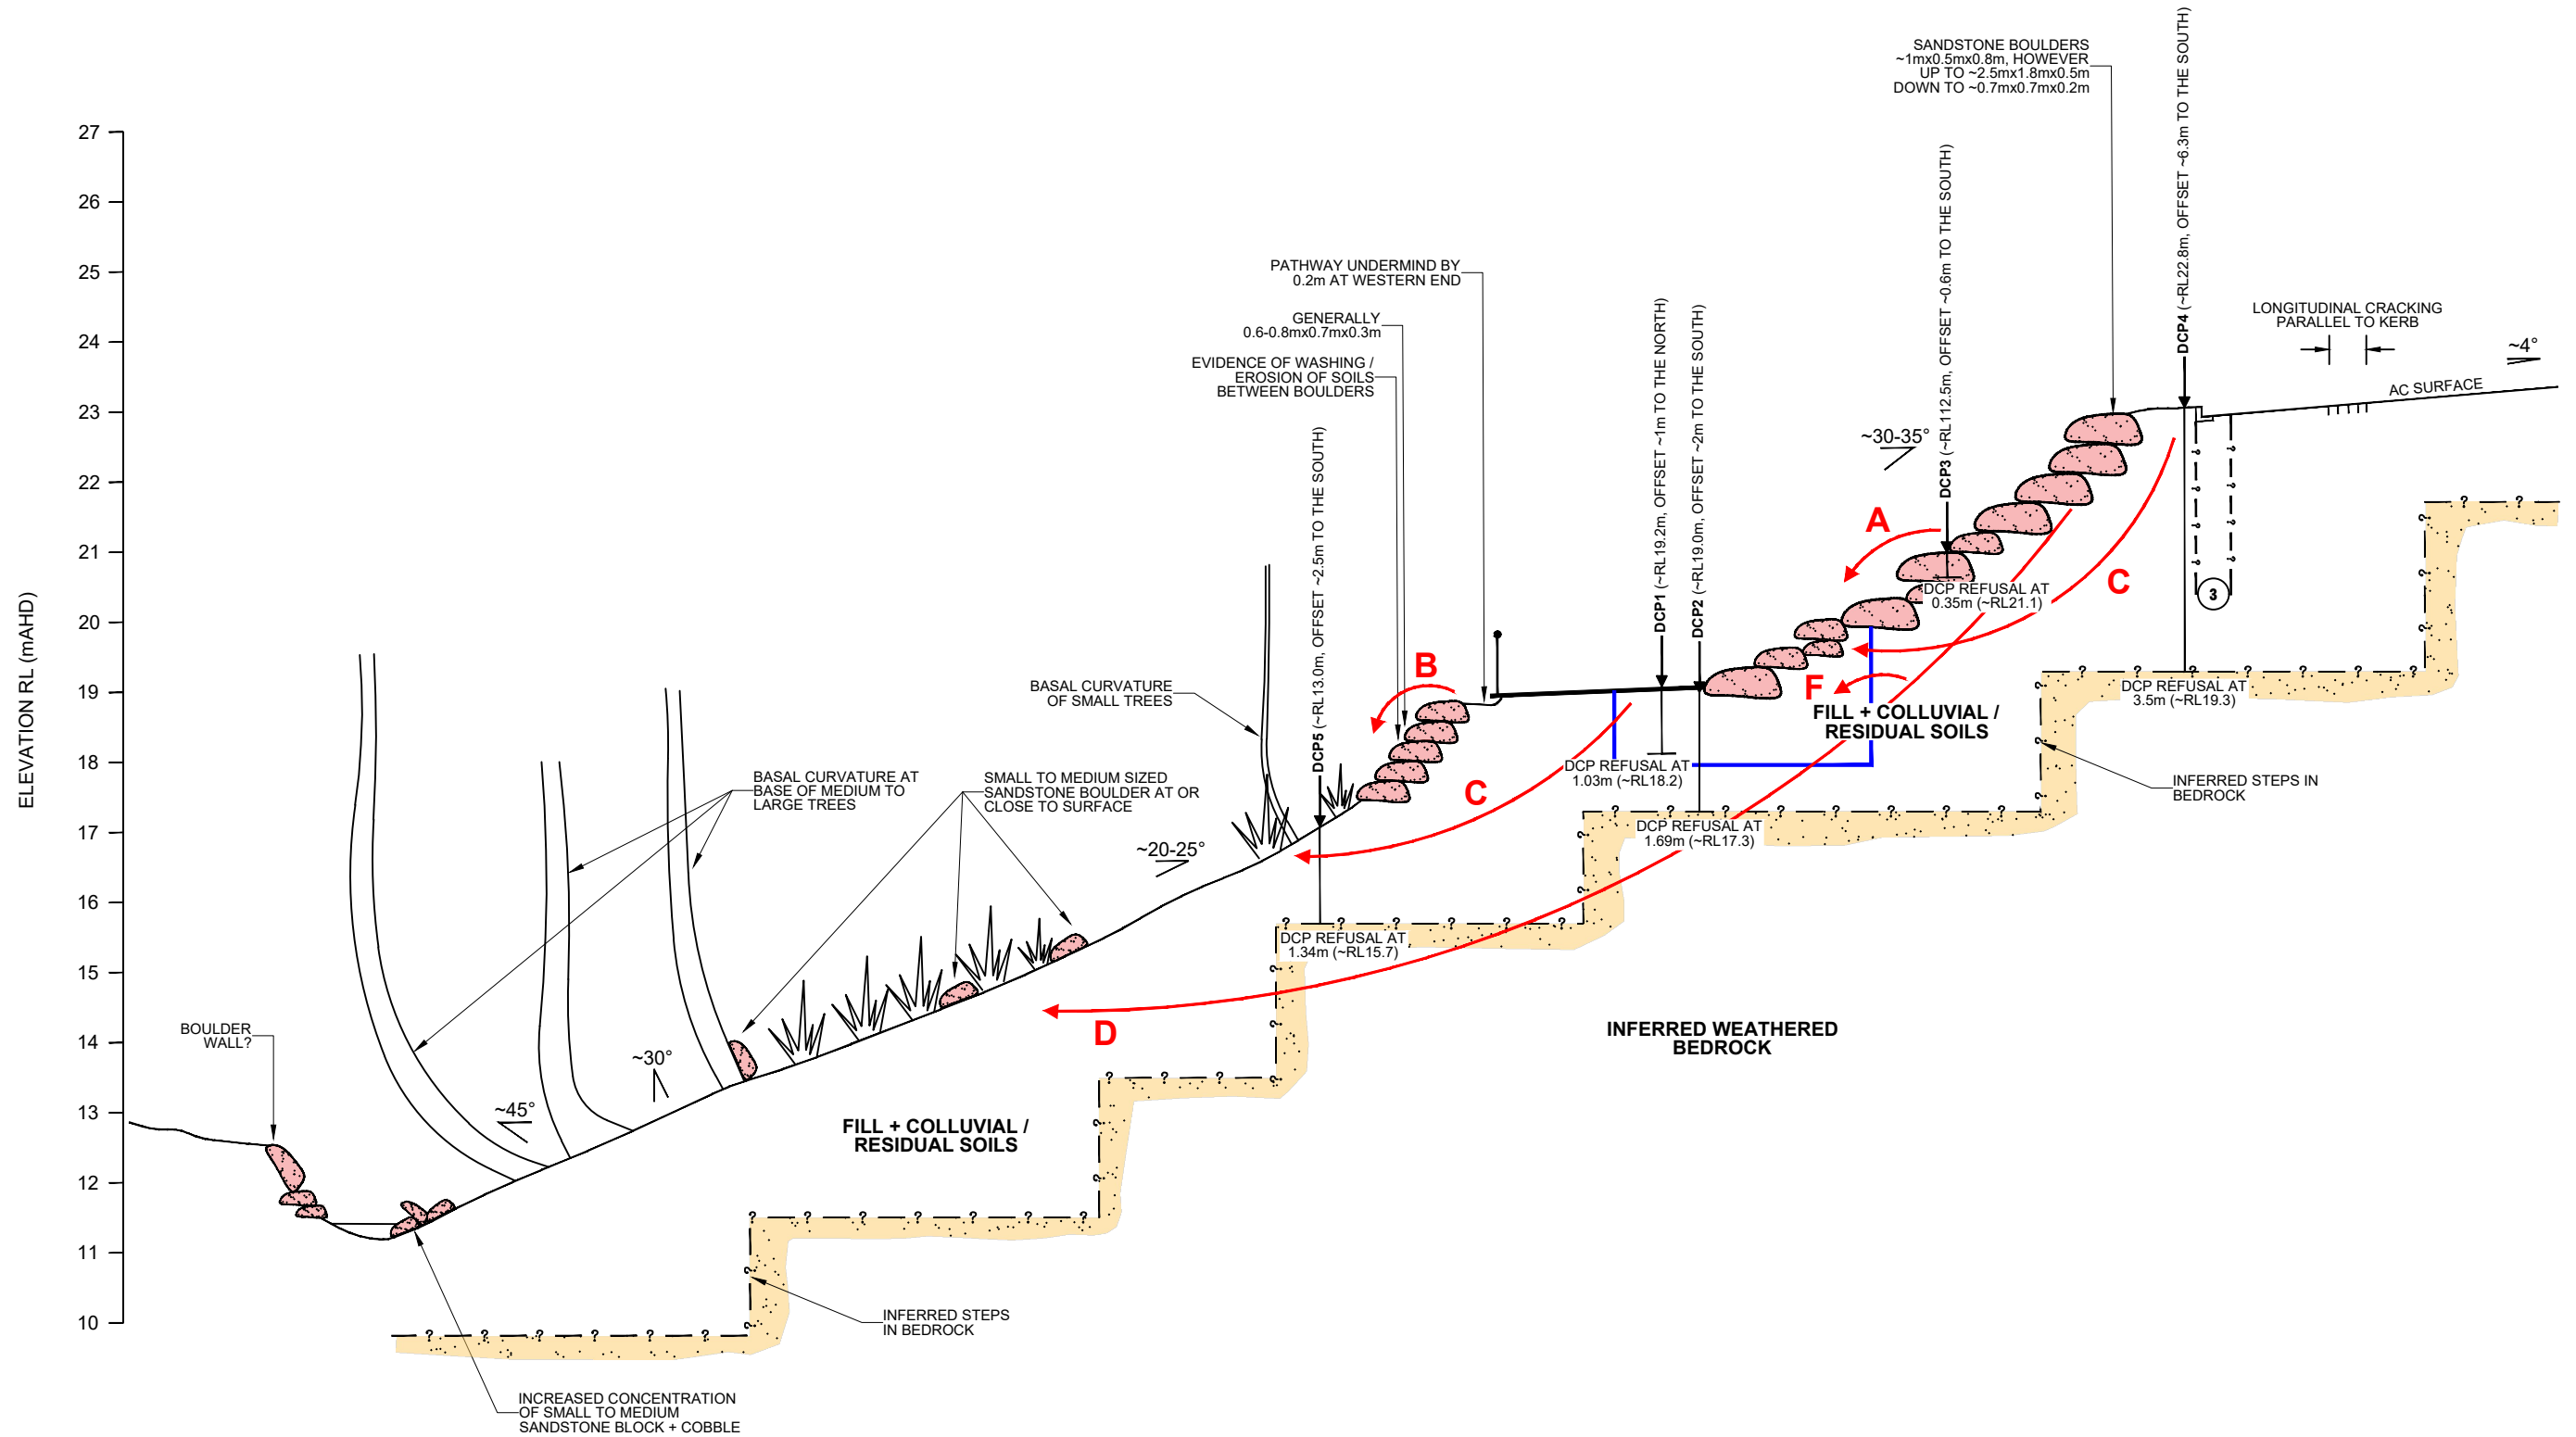 SANDSTONE BOULDERS
~1mx0.5mx0.8m, HOWEVER
UP TO ~2.5mx1.8mx0.5m
DOWN TO ~0.7mx0.7mx0.2m
DCP4 (~RL22.8m, OFFSET ~6.3m TO THE SOUTH)
DCP3 (~RL112.5m, OFFSET ~0.6m TO THE SOUTH)
PATHWAY UNDERMIND BY
0.2m AT WESTERN END
GENERALLY
0.6-0.8mx0.7mx0.3m
EVIDENCE OF WASHING /
EROSION OF SOILS
BETWEEN BOULDERS
DCP1 (~RL19.2m, OFFSET ~1m TO THE NORTH)
DCP2 (~RL19.0m, OFFSET ~2m TO THE SOUTH)
DCP5 (~RL13.0m, OFFSET ~2.5m TO THE SOUTH)
LONGITUDINAL CRACKING
PARALLEL TO KERB
~4°
AC SURFACE
~30-35°
ELEVATION RL (mAHD)
27
26
25
24
23
22
21
20
19
18
17
16
15
14
13
12
11
10
A
B
C
C
D
F
3
DCP REFUSAL AT
0.35m (~RL21.1)
DCP REFUSAL AT
3.5m (~RL19.3)
FILL + COLLUVIAL /
RESIDUAL SOILS
DCP REFUSAL AT
1.03m (~RL18.2)
INFERRED STEPS IN
BEDROCK
DCP REFUSAL AT
1.69m (~RL17.3)
BASAL CURVATURE
OF SMALL TREES
BASAL CURVATURE AT
BASE OF MEDIUM TO
LARGE TREES
SMALL TO MEDIUM SIZED
SANDSTONE BOULDER AT OR
CLOSE TO SURFACE
~20-25°
DCP REFUSAL AT
1.34m (~RL15.7)
INFERRED WEATHERED
BEDROCK
BOULDER
WALL?
~30°
~45°
FILL + COLLUVIAL /
RESIDUAL SOILS
INFERRED STEPS
IN BEDROCK
INCREASED CONCENTRATION
OF SMALL TO MEDIUM
SANDSTONE BLOCK + COBBLE